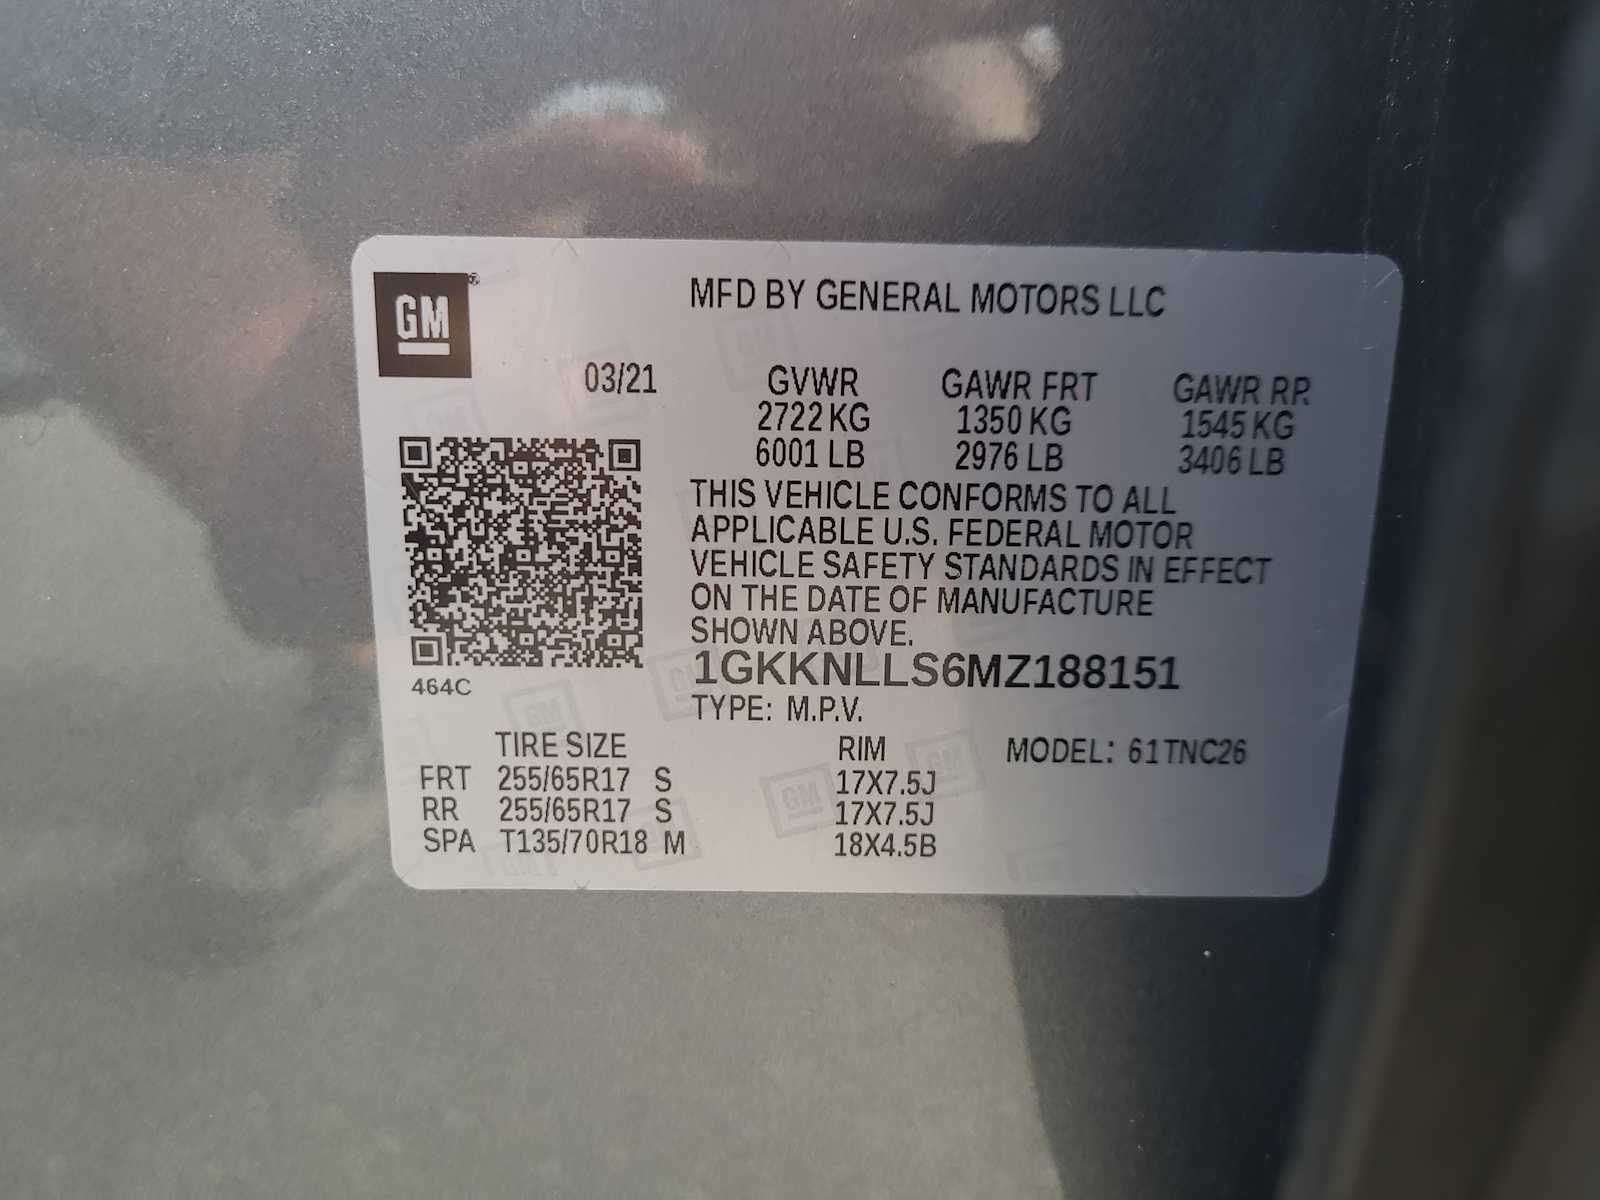 GM
MFD BY GENERAL MOTORS LLC
03/21 GVWR GAWR FRT GAWR RR
2722 KG 1350 KG 1545 KG
6001 LB 2976 LB 3406 LB
THIS VEHICLE CONFORMS TO ALL
APPLICABLE U.S. FEDERAL MOTOR
VEHICLE SAFETY STANDARDS IN EFFECT
ON THE DATE OF MANUFACTURE
SHOWN ABOVE.
1GKKNLLS6MZ188151
464C
TYPE: M.P.V.
TIRE SIZE RIM MODEL: 61TNC26
FRT 255/65R17 S 17X7.5J
RR 255/65R17 S 17X7.5J
SPA T135/70R18 M 18X4.5B